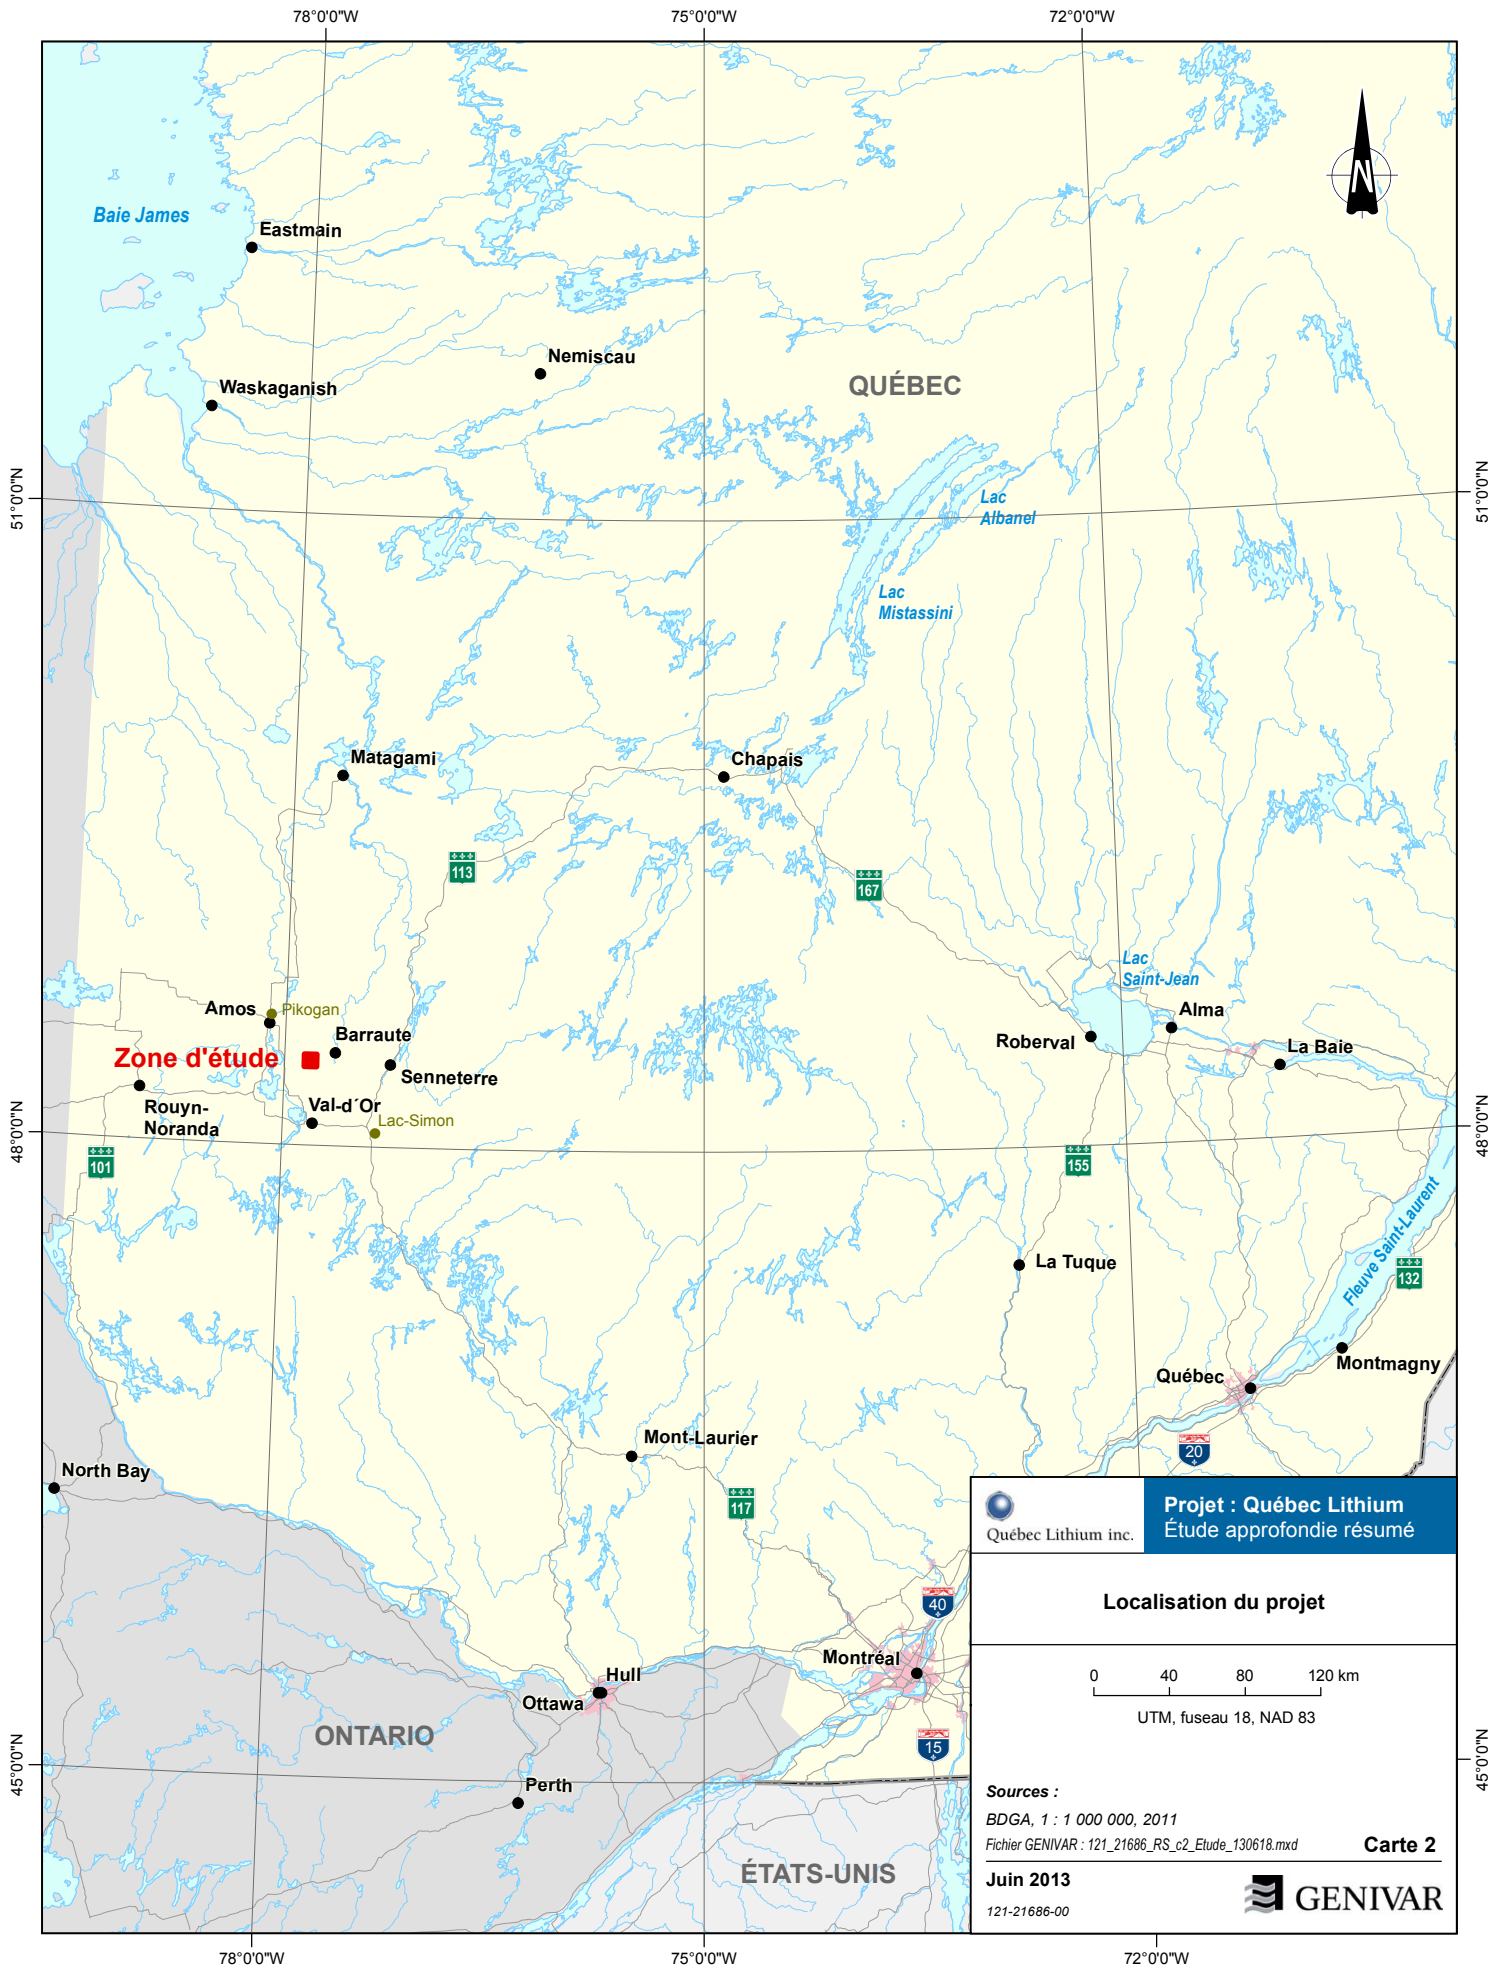 78°0'0"W
75°0'0"W
72°0'0"W
Baie James
Eastmain
N
Nemiscau
Waskaganish
QUÉBEC
51°0'0"N
51°0'0"N
Lac
Albanel
Lac
Mistassini
Matagami
Chapais
113
167
Lac
Saint-Jean
Amos
Pikogan
Barraute
Alma
Roberval
La Baie
Zone d'étude
Senneterre
Rouyn-
Noranda
Val-d´Or
Lac-Simon
48°0'0"N
48°0'0"N
101
155
Fleuve Saint-Laurent
La Tuque
132
Montmagny
Québec
Mont-Laurier
20
North Bay
117
Québec Lithium inc.
Projet : Québec Lithium
Étude approfondie résumé
40
Localisation du projet
Montréal
Hull
Ottawa
0 40 80 120 km
UTM, fuseau 18, NAD 83
ONTARIO
15
45°0'0"N
45°0'0"N
Perth
Sources :
BDGA, 1 : 1 000 000, 2011
Fichier GENIVAR : 121_21686_RS_c2_Etude_130618.mxd
Carte 2
ÉTATS-UNIS
Juin 2013
121-21686-00
GENIVAR
78°0'0"W
75°0'0"W
72°0'0"W